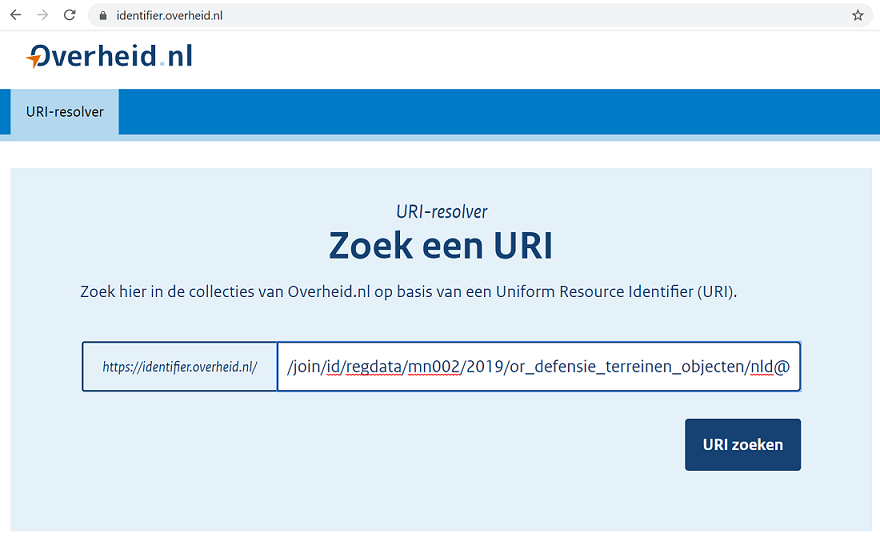 identifier.overheid.nl
Overheid.nl
URI-resolver
URI-resolver
Zoek een URI
Zoek hier in de collecties van Overheid.nl op basis van een Uniform Resource Identifier (URI).
https://identifier.overheid.nl/ /join/id/regdata/mn002/2019/or_defensie_terreinen_objecten/nld@
URI zoeken